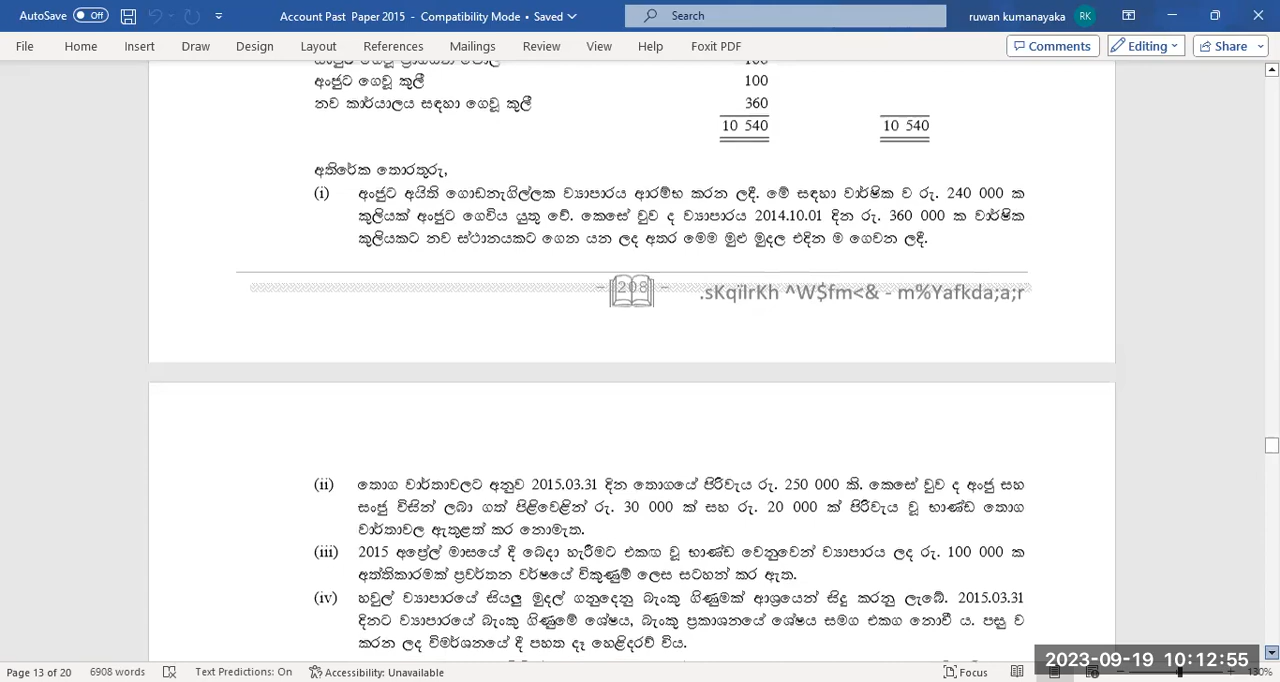 AutoSave Off Account Past Paper 2015 - Compatibility Mode • Saved Search ruwan kumanayaka RK
File Home Insert Draw Design Layout References Mailings Review View Help Foxit PDF Comments Editing Share
අංජුට ගෙවූ කුලී 100
නව කාර්යාලය සඳහා ගෙවූ කුලී 360
10 540 10 540
අතිරේක තොරතුරු,
(i) අංජුට අයිති ගොඩනැගිල්ලක ව්‍යාපාරය ආරම්භ කරන ලදී. මේ සඳහා වාර්ෂික ව රු. 240 000 ක
කුලියක් අංජුට ගෙවිය යුතු වේ. කෙසේ වුව ද ව්‍යාපාරය 2014.10.01 දින රු. 360 000 ක වාර්ෂික
කුලියකට නව ස්ථානයකට ගෙන යන ලද අතර මෙම මුළු මුදල එදින ම ගෙවන ලදී.
- 208 - .sKqïlrKh ^W$fm<& - m%Yafkda;a;r
(ii) තොග වාර්තාවලට අනුව 2015.03.31 දින තොගයේ පිරිවැය රු. 250 000 කි. කෙසේ වුව ද අංජු සහ
සංජු විසින් ලබා ගත් පිළිවෙළින් රු. 30 000 ක් සහ රු. 20 000 ක් පිරිවැය වූ භාණ්ඩ තොග
වාර්තාවල ඇතුළත් කර නොමැත.
(iii) 2015 අප්‍රේල් මාසයේ දී බෙදා හැරීමට එකඟ වූ භාණ්ඩ වෙනුවෙන් ව්‍යාපාරය ලද රු. 100 000 ක
අත්තිකාරමක් ප්‍රවර්තන වර්ෂයේ විකුණුම් ලෙස සටහන් කර ඇත.
(iv) හවුල් ව්‍යාපාරයේ සියලු මුදල් ගනුදෙනු බැංකු ගිණුමක් ආශ්‍රයෙන් සිදු කරනු ලැබේ. 2015.03.31
දිනට ව්‍යාපාරයේ බැංකු ගිණුමේ ශේෂය, බැංකු ප්‍රකාශනයේ ශේෂය සමග එකග නොවී ය. පසු ව
කරන ලද විමර්ශනයේ දී පහත දෑ හෙළිදරව් විය.
Page 13 of 20 6908 words Text Predictions: On Accessibility: Unavailable Focus 130%
2023-09-19 10:12:55